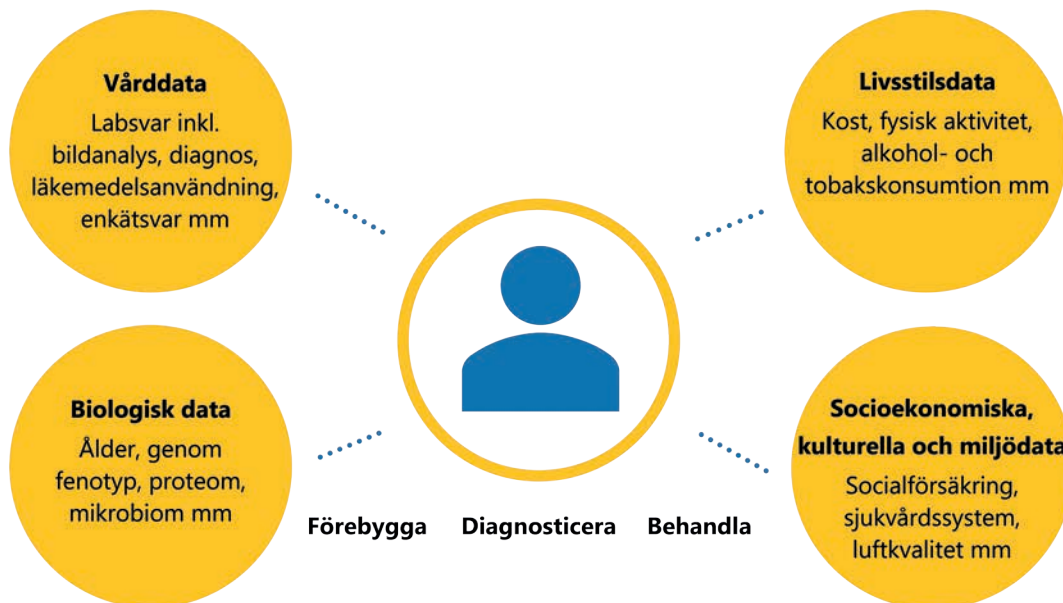 Vårddata
Labsvar inkl.
bildanalys, diagnos,
läkemedelsanvändning,
enkätsvar mm
Livsstilsdata
Kost, fysisk aktivitet,
alkohol- och
tobakskonsumtion mm
Biologisk data
Ålder, genom
fenotyp, proteom,
mikrobiom mm
Socioekonomiska,
kulturella och miljödata
Socialförsäkring,
sjukvårdssystem,
luftkvalitet mm
Förebygga Diagnosticera Behandla